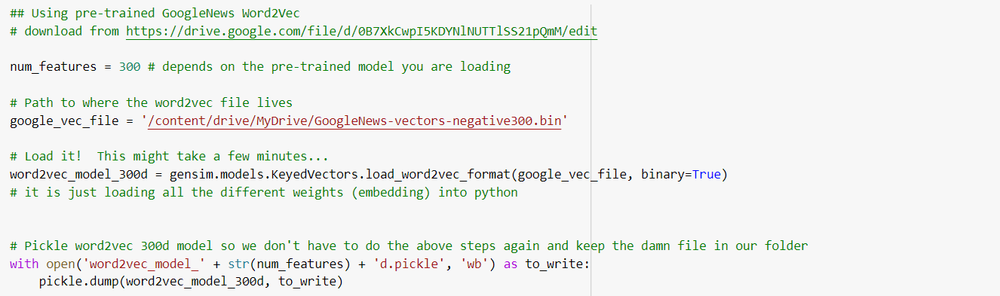 ## Using pre-trained GoogleNews Word2Vec
# download from https://drive.google.com/file/d/0B7XkCwpI5KDYNlNUTTlSS21pQmM/edit
num_features = 300 # depends on the pre-trained model you are loading
# Path to where the word2vec file lives
google_vec_file = '/content/drive/MyDrive/GoogleNews-vectors-negative300.bin'
# Load it!  This might take a few minutes...
word2vec_model_300d = gensim.models.KeyedVectors.load_word2vec_format(google_vec_file, binary=True)
# it is just loading all the different weights (embedding) into python
# Pickle word2vec 300d model so we don't have to do the above steps again and keep the damn file in our folder
with open('word2vec_model_' + str(num_features) + 'd.pickle', 'wb') as to_write:
    pickle.dump(word2vec_model_300d, to_write)